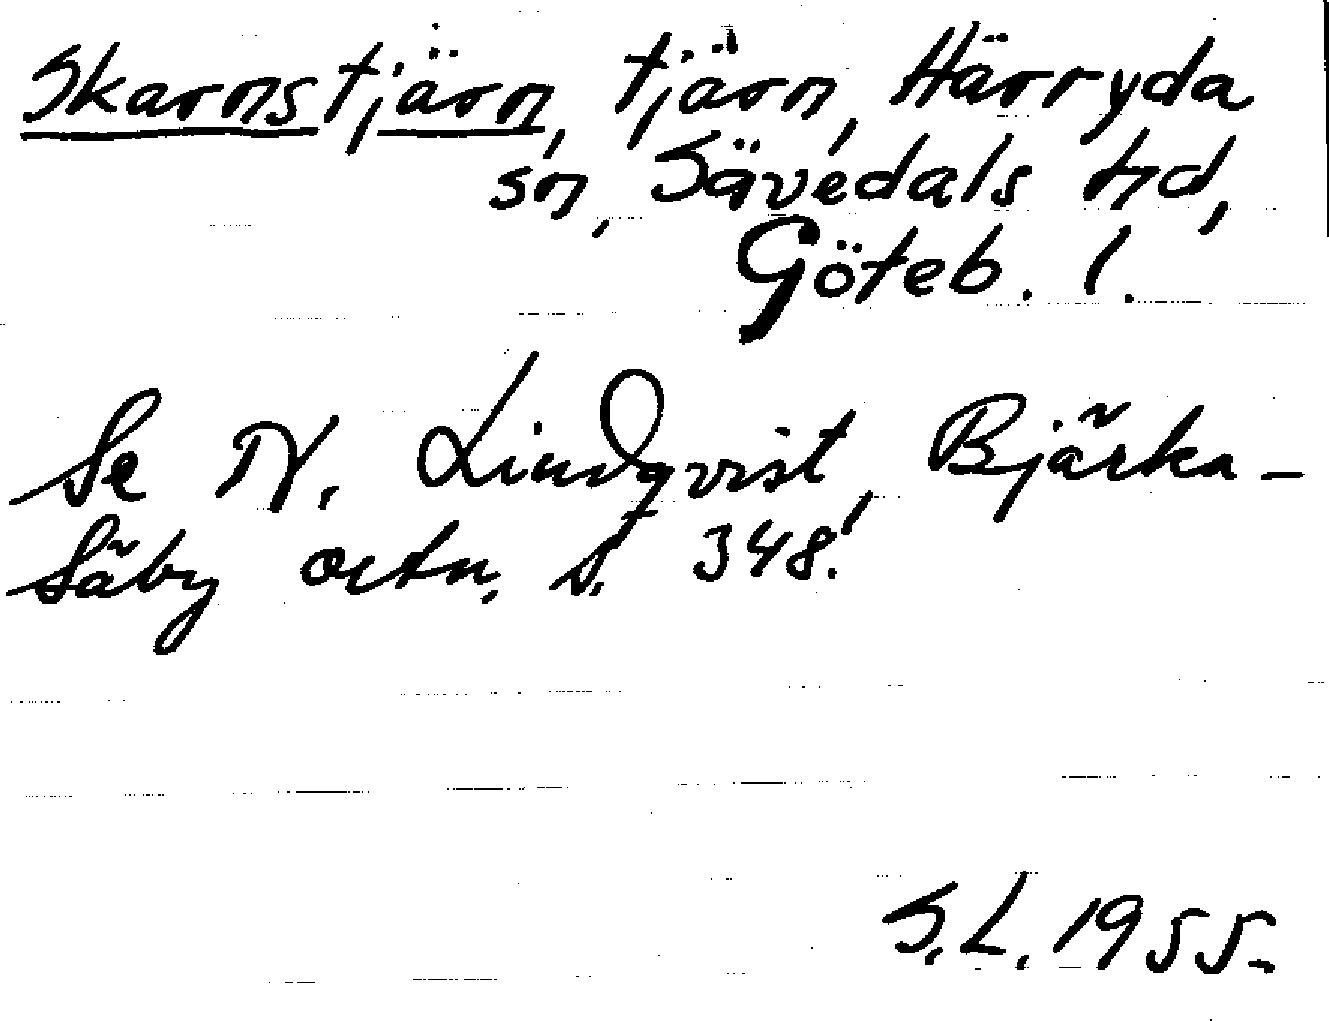 Skarnstjärn, tjärn, Härryda
sn, Sävedals hd,
Göteb. l.
Se N. Lindqvist, Bjärka-
Säby ortn. I. 348!
S.L. 1955.